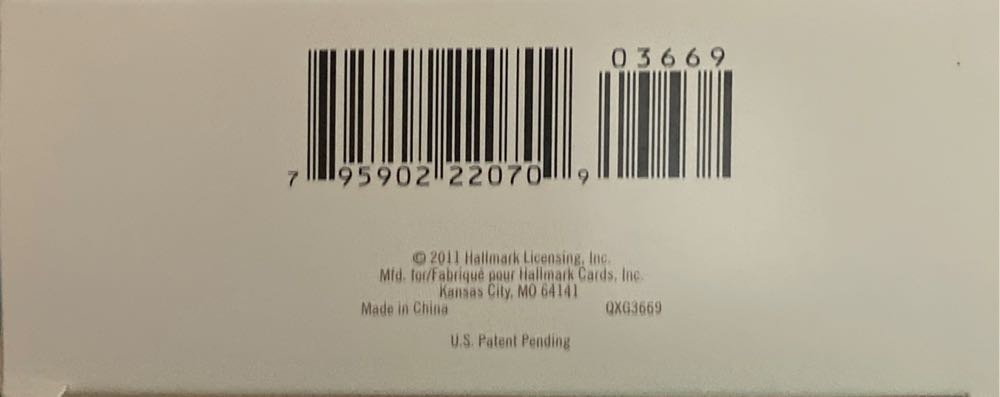 03669
7 95902 22070 9
© 2011 Hallmark Licensing, Inc.
Mfd. for/Fabriqué pour Hallmark Cards, Inc.
Kansas City, MO 64141
Made in China QXG3669
U.S. Patent Pending